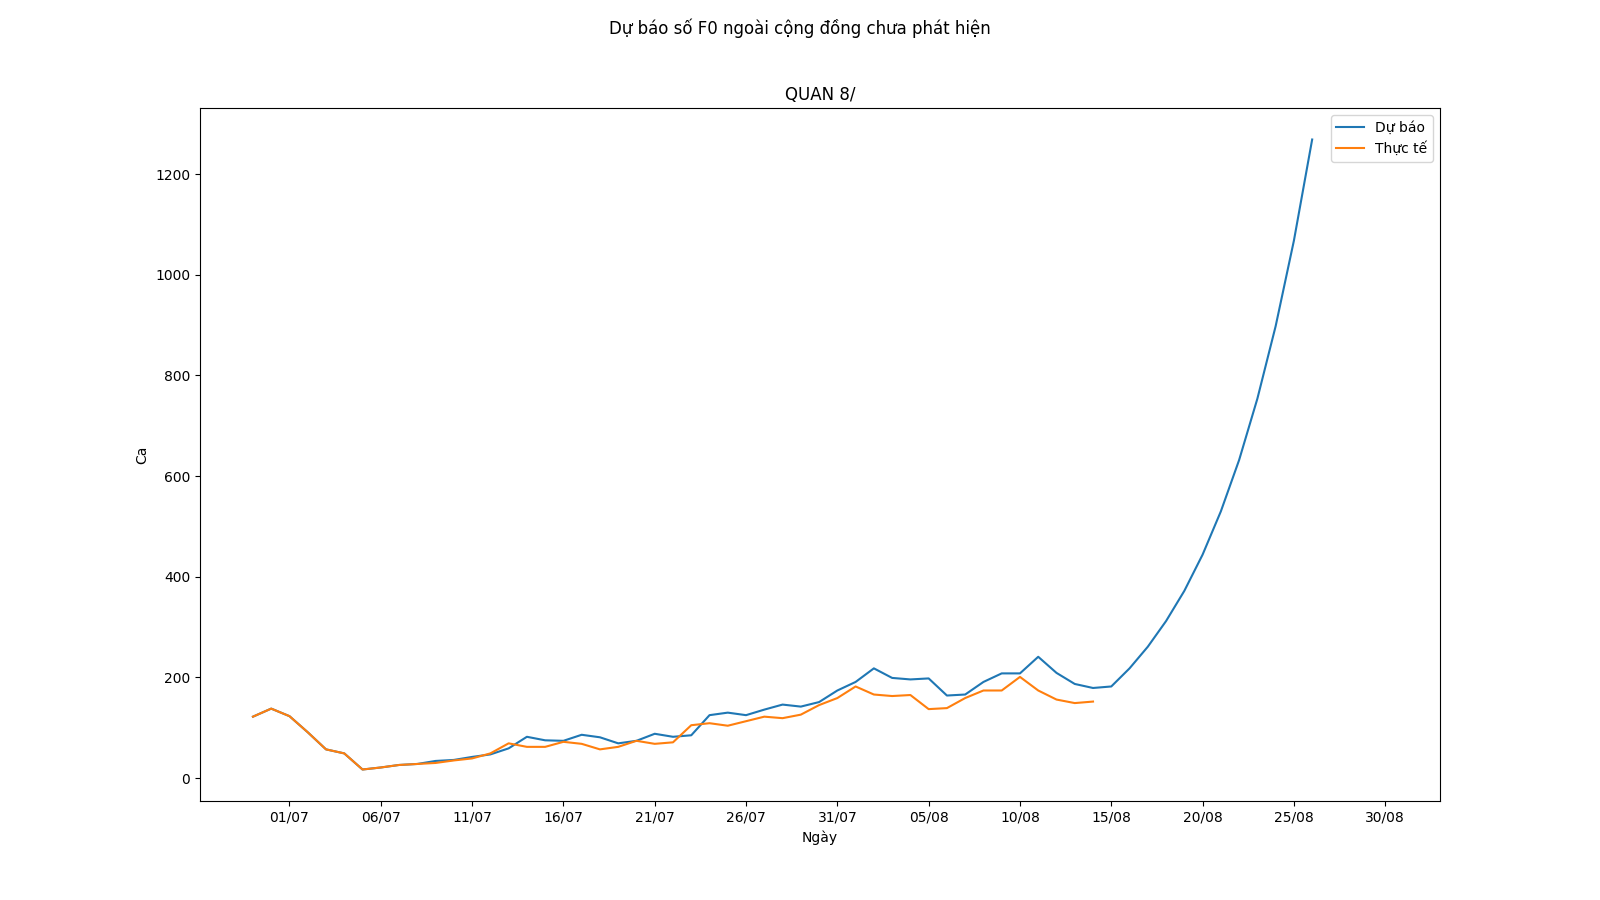 Dự báo số F0 ngoài cộng đồng chưa phát hiện
QUAN 8/
Dự báo
Thực tế
1200
1000
800
600
400
200
0
Ca
01/07 06/07 11/07 16/07 21/07 26/07 31/07 05/08 10/08 15/08 20/08 25/08 30/08
Ngày